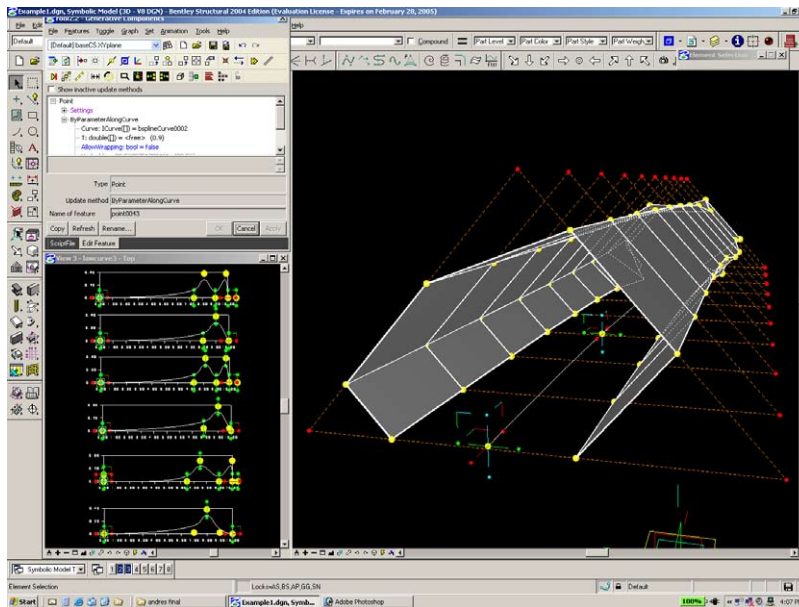 Example1.dgn, Symbolic Model (3D - V8 DGN) - Bentley Structural 2004 Edition (Evaluation License - Expires on February 28, 2005)
Generative Components
File Features Toggle Graph Set Animation Tools Help
(Default).baseCS.XYplane
Default
Compound
(Part Level)
(Part Color)
(Part Style)
(Part Weigh
Element Selection
Show inactive update methods
Point
Settings
ByParameterAlongCurve
Curve: ICurve([]) = bsplineCurve0002
T: double([]) = <free> (0.9)
AllowWrapping: bool = false
Type Point
Update method ByParameterAlongCurve
Name of feature point0043
Copy Refresh Rename... OK Cancel Apply
ScriptFile Edit Feature
View 3 - lawcurve3 - Top
Symbolic Model T
1 2 3 4 5 6 7 8
Element Selection
Locks=AS,BS,AP,GG,SN
Default
Start
andres final
Example1.dgn, Symb...
Adobe Photoshop
100%
4:07 P